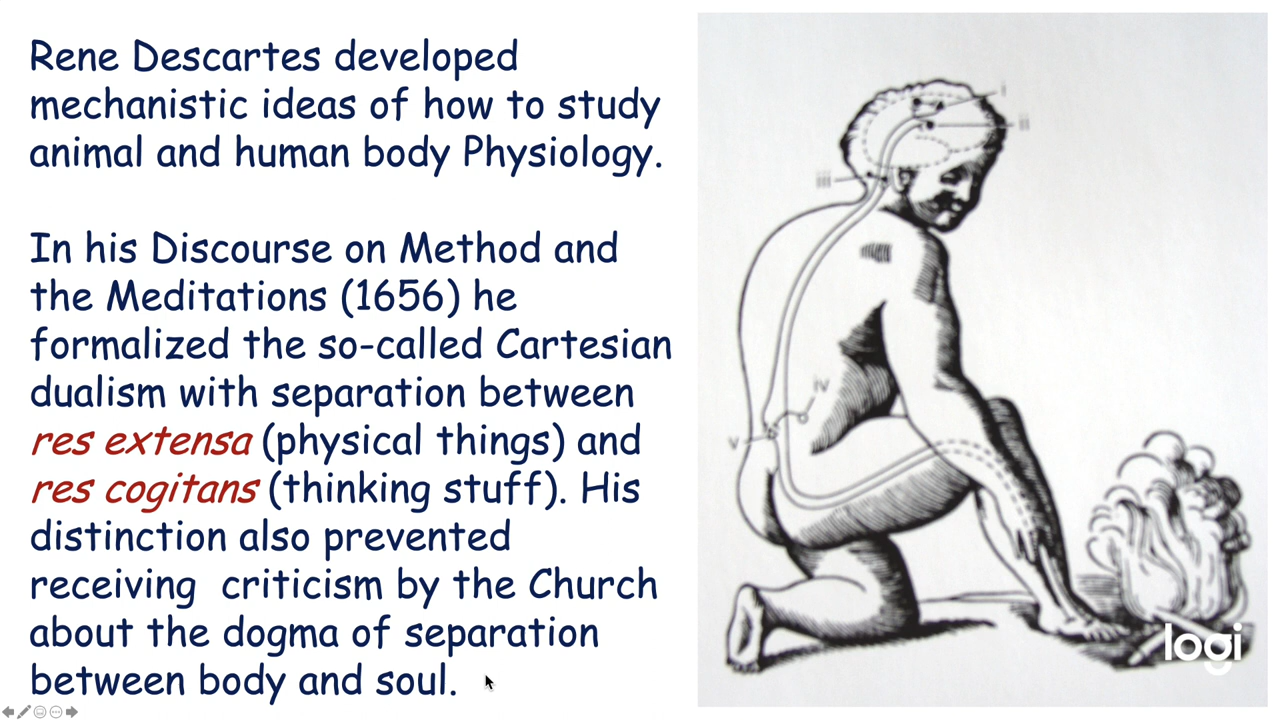 Rene Descartes developed
mechanistic ideas of how to study
animal and human body Physiology.
In his Discourse on Method and
the Meditations (1656) he
formalized the so-called Cartesian
dualism with separation between
res extensa (physical things) and
res cogitans (thinking stuff). His
distinction also prevented
receiving criticism by the Church
about the dogma of separation
between body and soul.
i
ii
iii
iv
v
logi